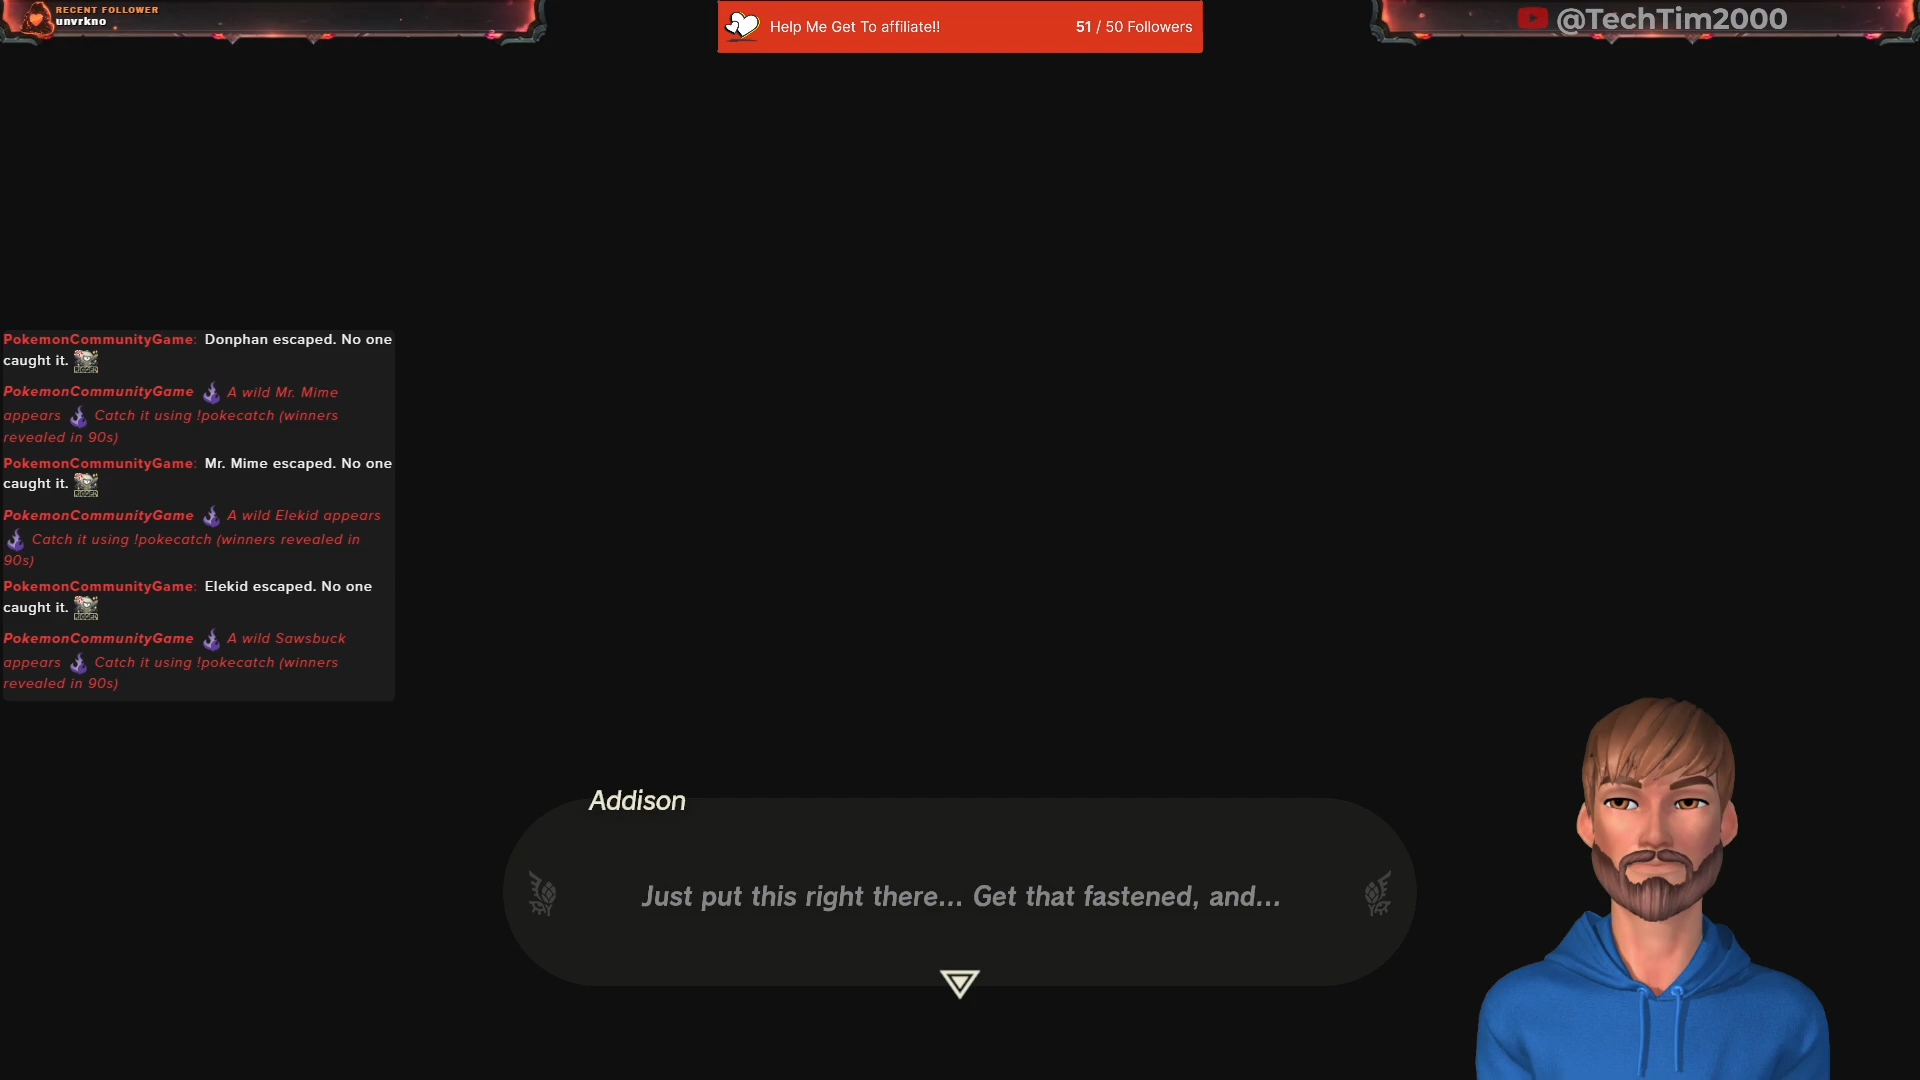 RECENT FOLLOWER
unvrkno
Help Me Get To affiliate!! 51 / 50 Followers
@TechTim2000
PokemonCommunityGame: Donphan escaped. No one
caught it.
PokemonCommunityGame A wild Mr. Mime
appears Catch it using !pokecatch (winners
revealed in 90s)
PokemonCommunityGame: Mr. Mime escaped. No one
caught it.
PokemonCommunityGame A wild Elekid appears
Catch it using !pokecatch (winners revealed in
90s)
PokemonCommunityGame: Elekid escaped. No one
caught it.
PokemonCommunityGame A wild Sawsbuck
appears Catch it using !pokecatch (winners
revealed in 90s)
Addison
Just put this right there... Get that fastened, and...